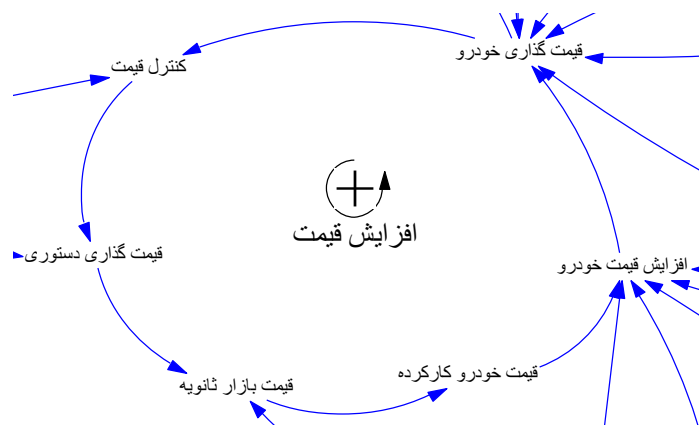 قیمت گذاری خودرو
کنترل قیمت
افزایش قیمت
قیمت گذاری دستوری
افزایش قیمت خودرو
قیمت خودرو کارکرده
قیمت بازار ثانویه